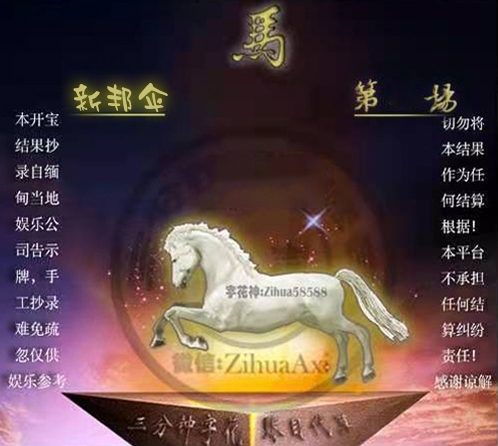 馬
新邦伞
第 场
本开宝
结果抄
录自缅
甸当地
娱乐公
司告示
牌，手
工抄录
难免疏
忽仅供
娱乐参考
切勿将
本结果
作为任
何结算
根据！
本平台
不承担
任何结
算纠纷
责任！
感谢谅解
字花神:Zihua58588
微信:ZihuaAx
三分钟字花